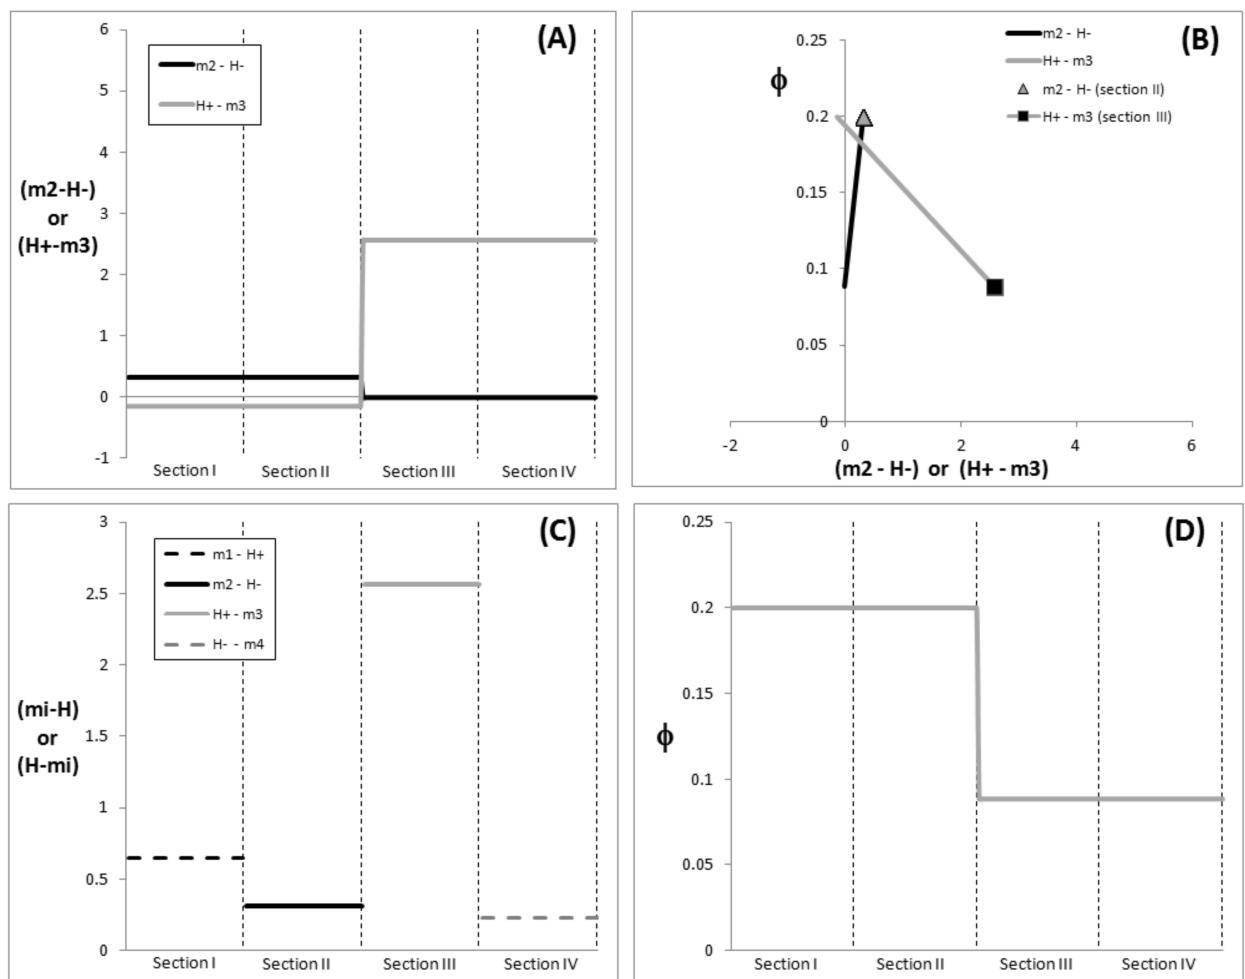 (A)
6
5
4
3
2
1
0
-1
m2 - H-
H+ - m3
(m2-H-)
or
(H+-m3)
Section I
Section II
Section III
Section IV
(B)
0.25
0.2
0.15
0.1
0.05
0
ϕ
m2 - H-
H+ - m3
m2 - H- (section II)
H+ - m3 (section III)
-2
0
2
4
6
(m2 - H-) or (H+ - m3)
(C)
3
2.5
2
1.5
1
0.5
0
m1 - H+
m2 - H-
H+ - m3
H- - m4
(mi-H)
or
(H-mi)
Section I
Section II
Section III
Section IV
(D)
0.25
0.2
0.15
0.1
0.05
0
ϕ
Section I
Section II
Section III
Section IV